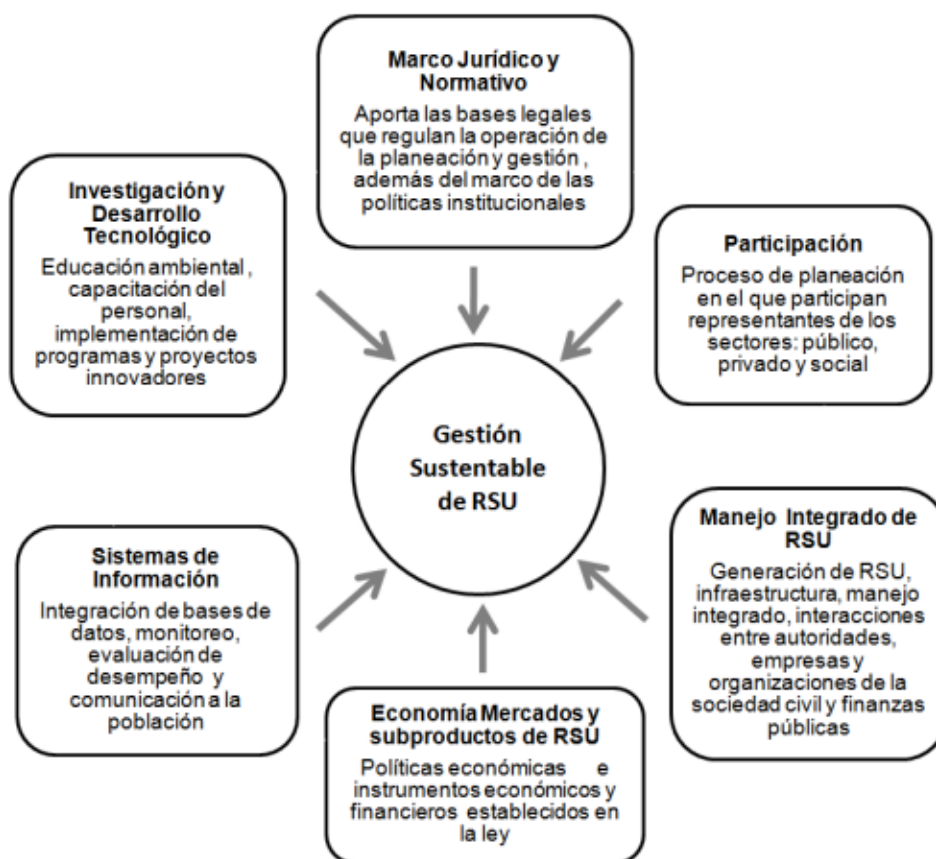 Marco Jurídico y
Normativo
Aporta las bases legales
que regulan la operación de
la planeación y gestión ,
además del marco de las
políticas institucionales
Investigación y
Desarrollo
Tecnológico
Educación ambiental ,
capacitación del
personal,
implementación de
programas y proyectos
innovadores
Participación
Proceso de planeación
en el que participan
representantes de los
sectores: público,
privado y social
Gestión
Sustentable
de RSU
Sistemas de
Información
Integración de bases de
datos, monitoreo,
evaluación de
desempeño y
comunicación a la
población
Manejo Integrado de
RSU
Generación de RSU,
infraestructura, manejo
integrado, interacciones
entre autoridades,
empresas y
organizaciones de la
sociedad civil y finanzas
públicas
Economía Mercados y
subproductos de RSU
Políticas económicas e
instrumentos económicos y
financieros establecidos en
la ley